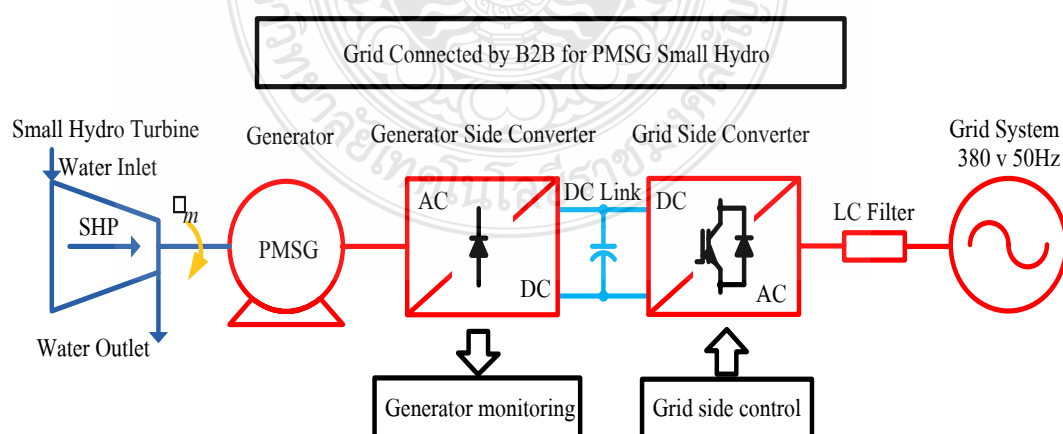 Grid Connected by B2B for PMSG Small Hydro
Small Hydro Turbine
Generator
Generator Side Converter
Grid Side Converter
Grid System
380 v 50Hz
Water Inlet
SHP
m
PMSG
AC
DC
DC Link
DC
AC
LC Filter
Water Outlet
Generator monitoring
Grid side control